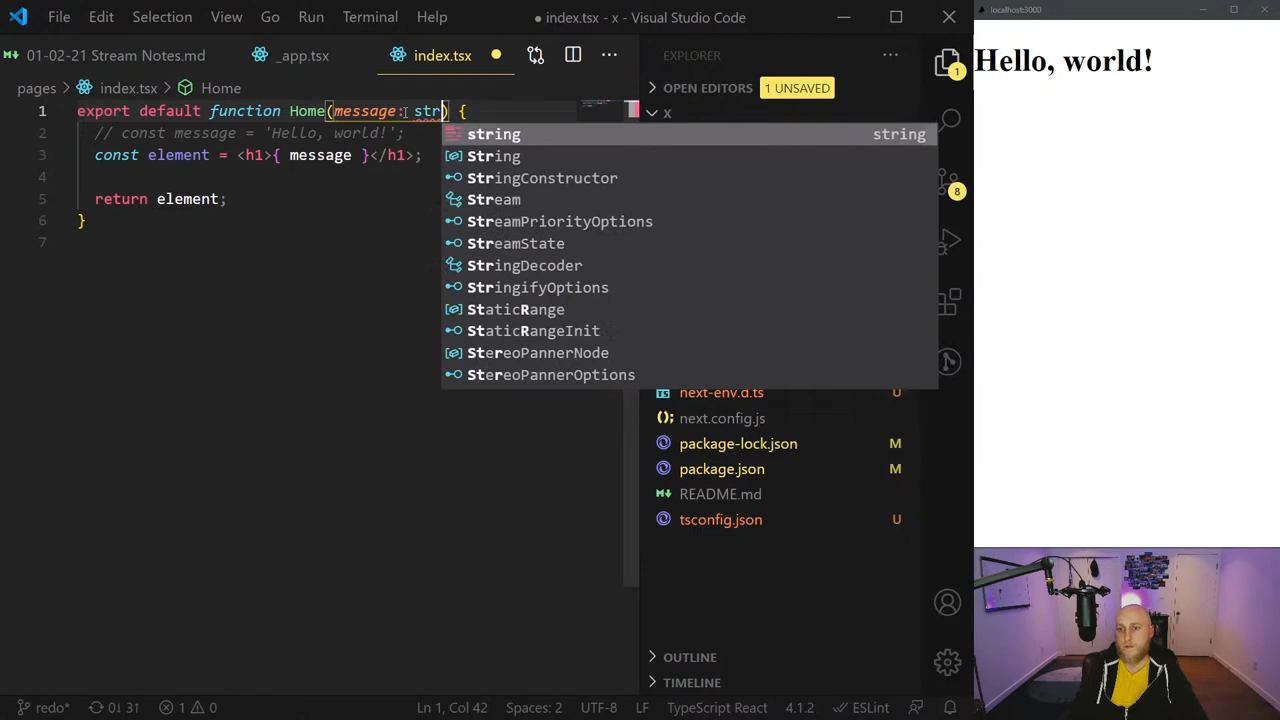 File Edit Selection View Go Run Message Help
● index.tsx - x - Visual Studio Code
localhost:3000
01-02-21 Stream Notes.md
_app.tsx
index.tsx
EXPLORER
pages > index.tsx > Home
OPEN EDITORS
1 UNSAVED
1
X
1 export default function Home(message: str) {
2 // const message = 'Hello, world!';
3 const element = <h1>{ message }</h1>;
4
5 return element;
6 }
7
string string
String
StringConstructor
Stream
StreamPriorityOptions
StreamState
StringDecoder
StringifyOptions
StaticRange
StaticRangeInit
StereoPannerNode
StereoPannerOptions
8
next-env.d.ts U
next.config.js
package-lock.json M
package.json M
README.md
tsconfig.json U
OUTLINE
TIMELINE
redo* 0↓ 3↑ 1 0 Ln 1, Col 42 Spaces: 2 UTF-8 LF TypeScript React 4.1.2 ESLint
Hello, world!